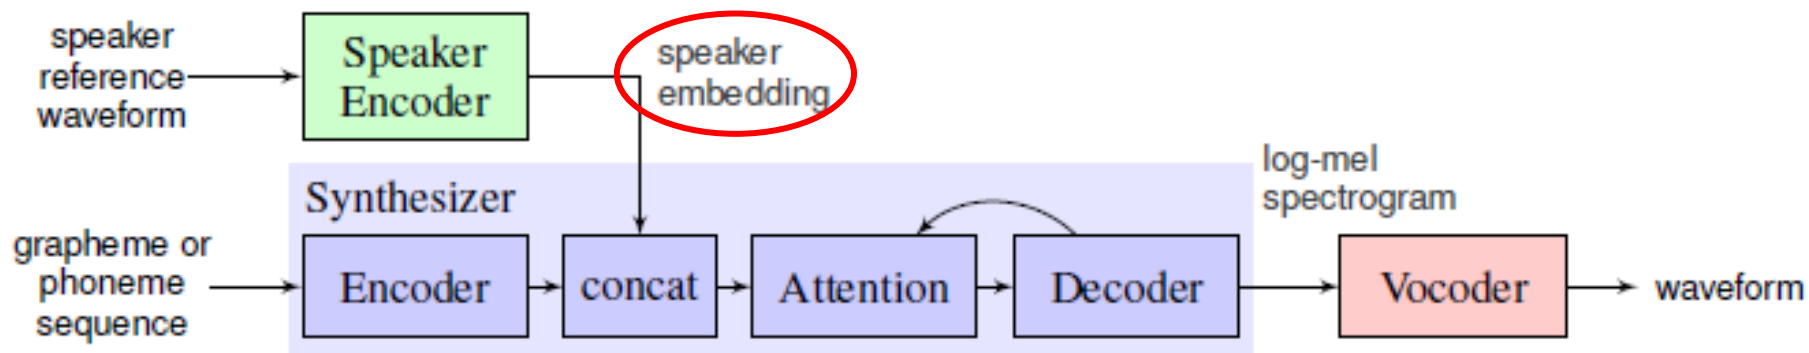 speaker
reference
waveform
Speaker
Encoder
speaker
embedding
log-mel
spectrogram
Synthesizer
grapheme or
phoneme
sequence
Encoder
concat
Attention
Decoder
Vocoder
waveform